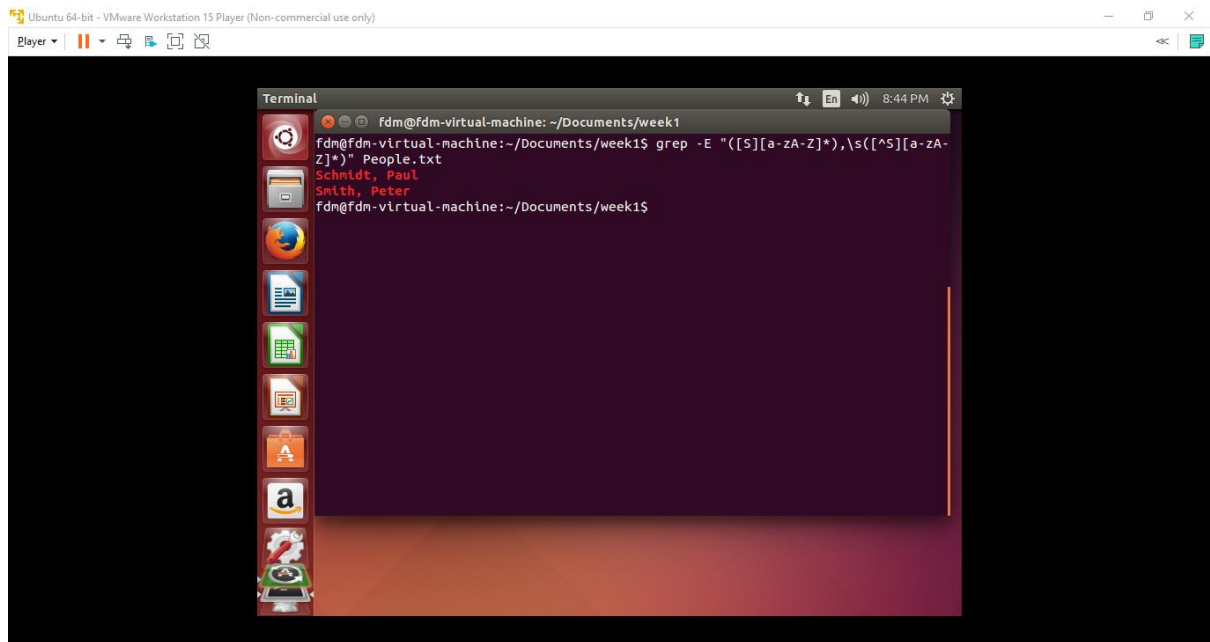 Ubuntu 64-bit - VMware Workstation 15 Player (Non-commercial use only)
Player
Terminal
En
8:44 PM
fdm@fdm-virtual-machine: ~/Documents/week1
fdm@fdm-virtual-machine:~/Documents/week1$ grep -E "([S][a-zA-Z]*),\s([^S][a-zA-
Z]*)" People.txt
Schmidt, Paul
Smith, Peter
fdm@fdm-virtual-machine:~/Documents/week1$